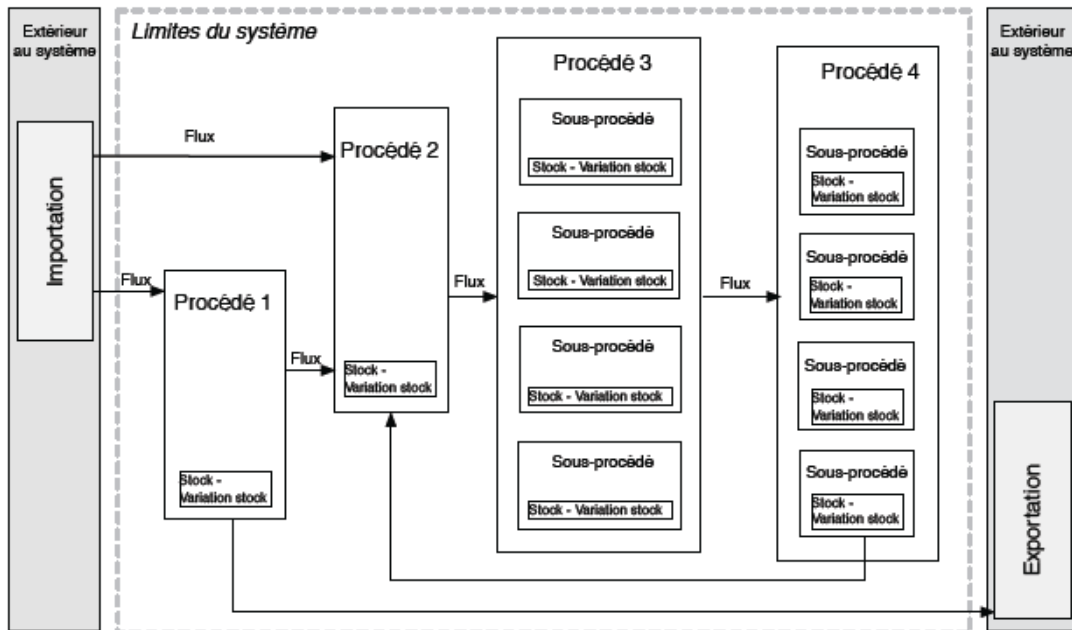 Extérieur
au système
Importation
Limites du système
Flux
Flux
Procédé 1
Stock -
Variation stock
Flux
Procédé 2
Stock -
Variation stock
Flux
Procédé 3
Sous-procédé
Stock - Variation stock
Sous-procédé
Stock - Variation stock
Sous-procédé
Stock - Variation stock
Sous-procédé
Stock - Variation stock
Flux
Procédé 4
Sous-procédé
Stock -
Variation stock
Sous-procédé
Stock -
Variation stock
Sous-procédé
Stock -
Variation stock
Sous-procédé
Stock -
Variation stock
Extérieur
au système
Exportation